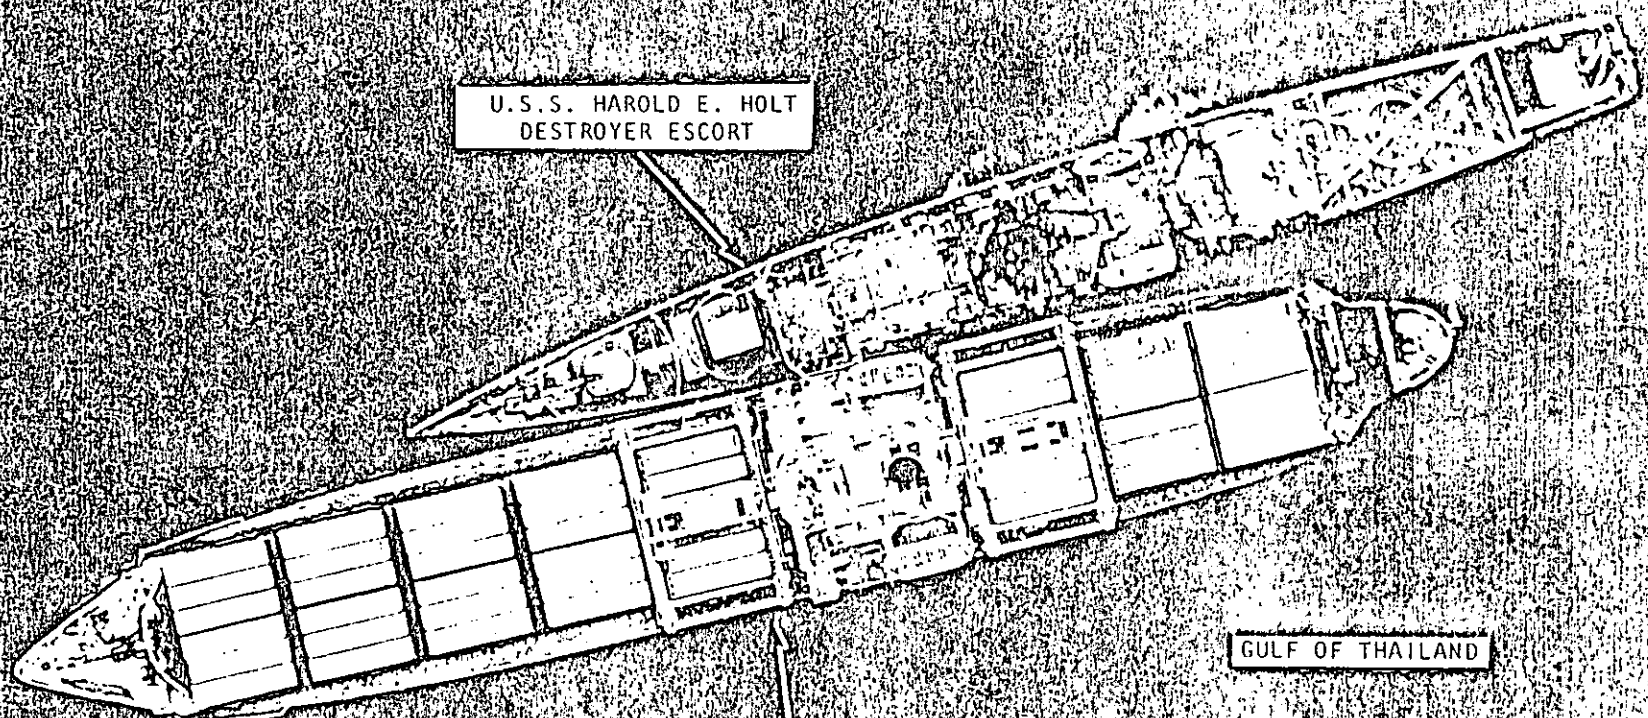 U.S.S. HAROLD E. HOLT
DESTROYER ESCORT
GULF OF THAILAND